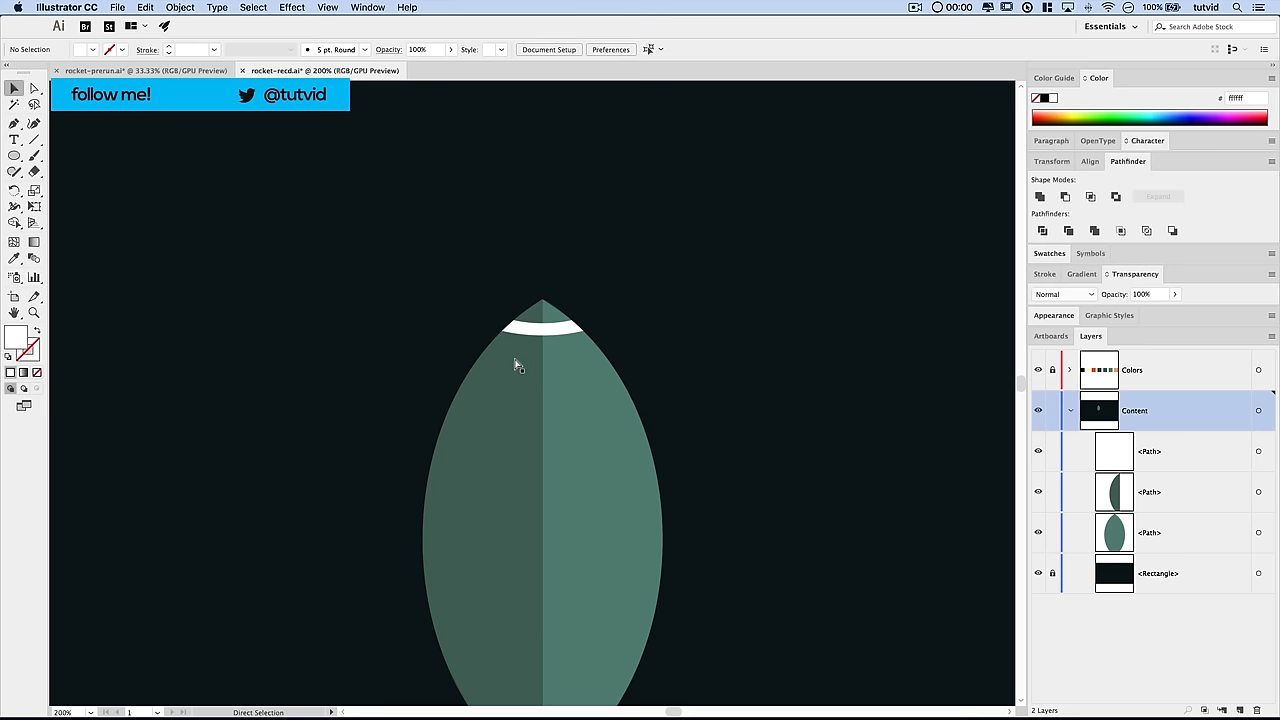 Illustrator CC File Edit Object Type Select Effect View Window Help 00:00 100% tutvid
Ai Br St Essentials Search Adobe Stock
No Selection Stroke: 5 pt. Round Opacity: 100% Style: Document Setup Preferences
× rocket-prerun.ai* @ 33.33% (RGB/GPU Preview) × rocket-recd.ai* @ 200% (RGB/GPU Preview)
follow me! @tutvid
Color Guide Color
# ffffff
Paragraph OpenType Character
Transform Align Pathfinder
Shape Modes:
Expand
Pathfinders:
Swatches Symbols
Stroke Gradient Transparency
Normal Opacity: 100%
Appearance Graphic Styles
Artboards Layers
Colors
Content
<Path>
<Path>
<Path>
<Rectangle>
200% 1 Direct Selection 2 Layers